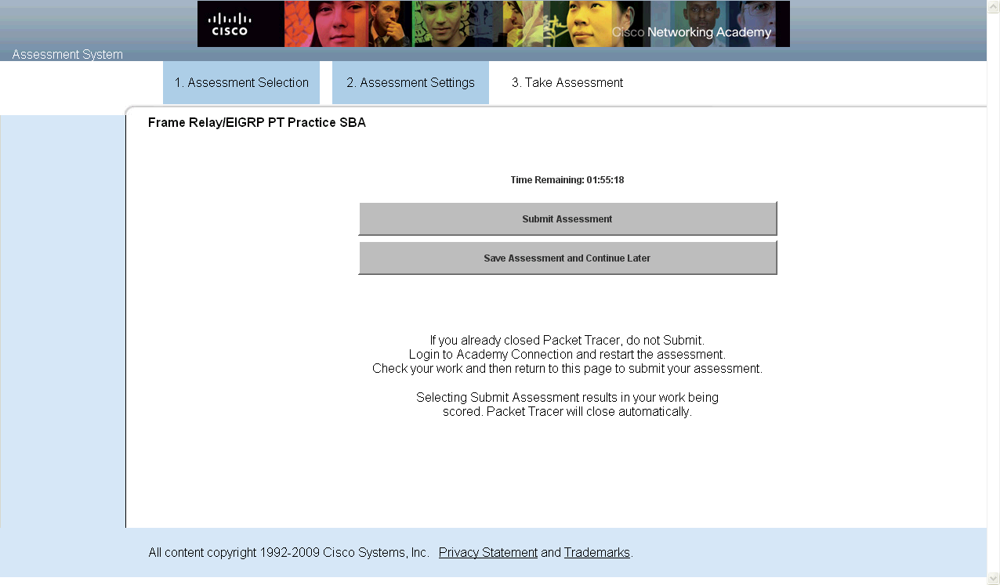 CISCO
Cisco Networking Academy
Assessment System
1. Assessment Selection
2. Assessment Settings
3. Take Assessment
Frame Relay/EIGRP PT Practice SBA
Time Remaining: 01:55:18
Submit Assessment
Save Assessment and Continue Later
If you already closed Packet Tracer, do not Submit.
Login to Academy Connection and restart the assessment.
Check your work and then return to this page to submit your assessment.
Selecting Submit Assessment results in your work being
scored. Packet Tracer will close automatically.
All content copyright 1992-2009 Cisco Systems, Inc. Privacy Statement and Trademarks.